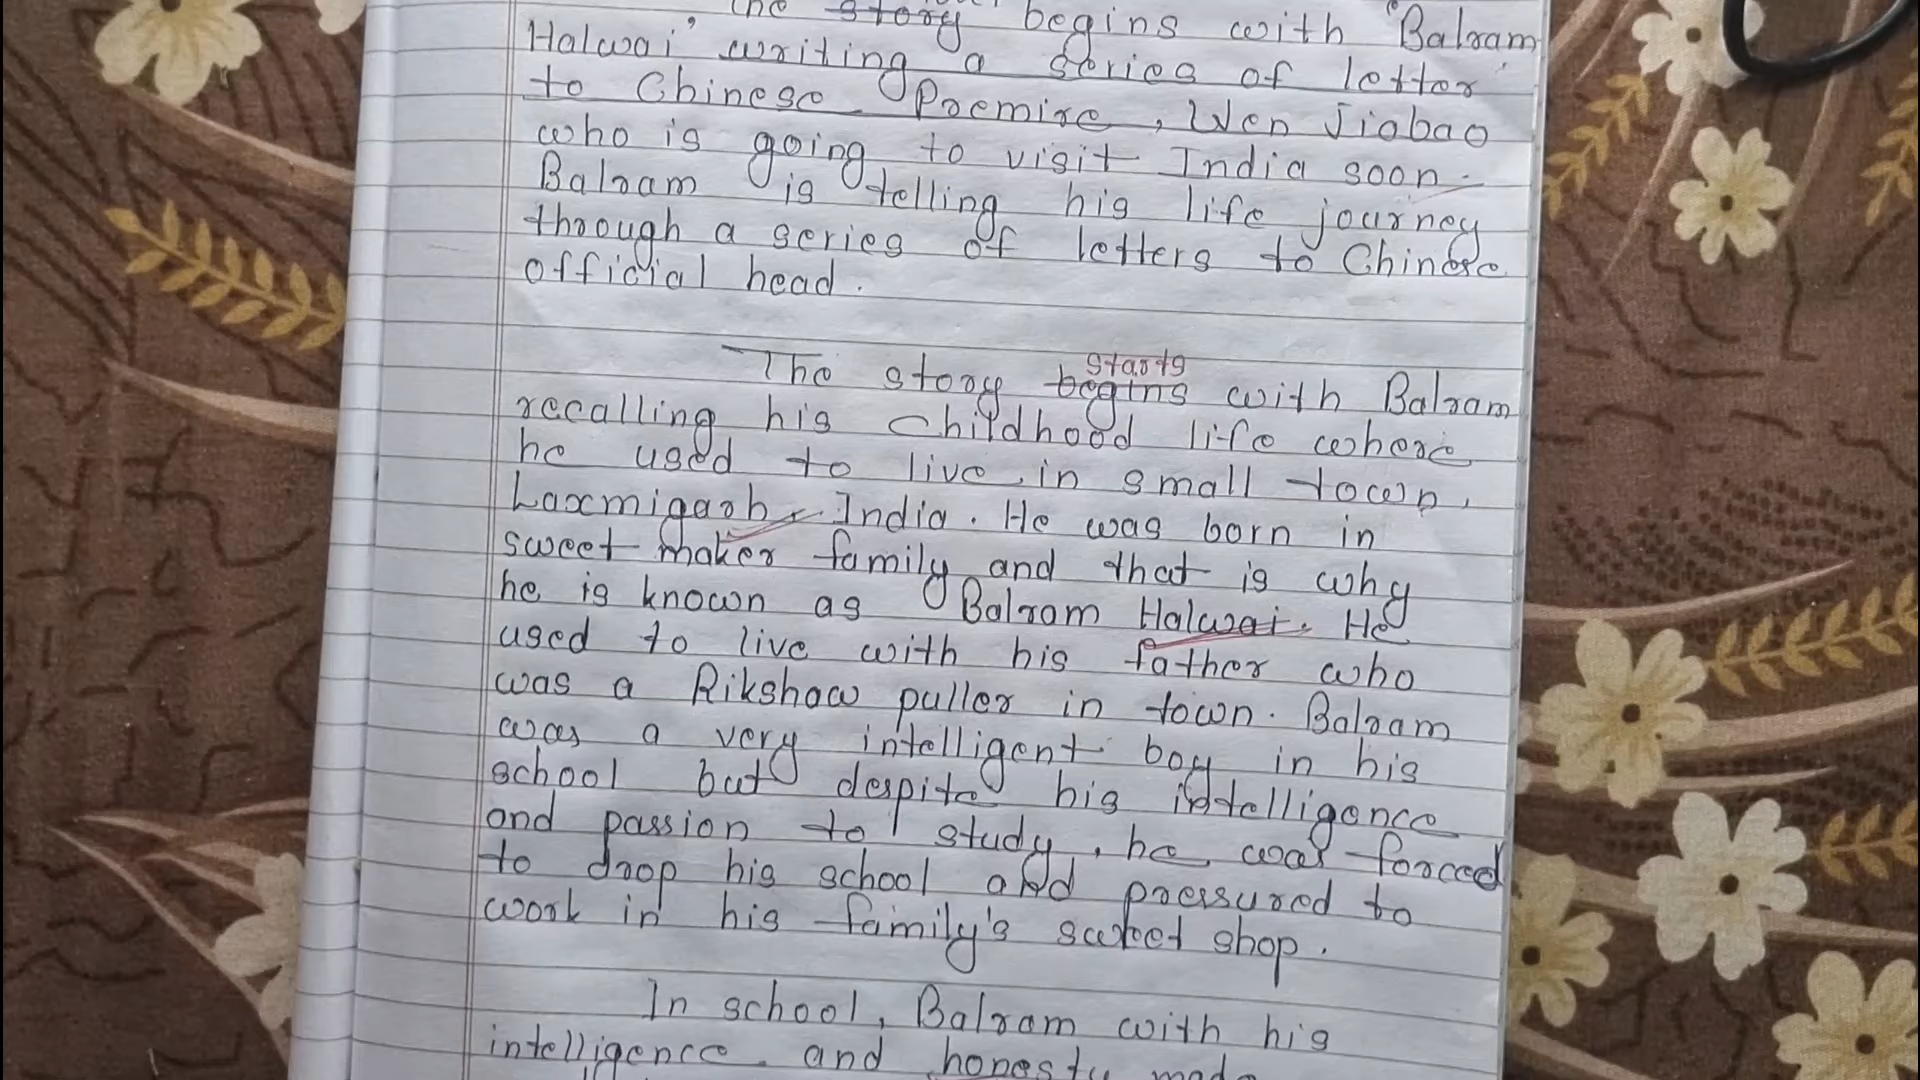 The story begins with "Balram
Halwai" writing a series of letter
to Chinese Premire, Wen Jiabao
who is going to visit India soon.
Balram is telling his life journey
through a series of letters to Chinese
official head.
The story begins starts with Balram
recalling his Childhood life where
he used to live in small town,
Laxmigarh, India. He was born in
sweet maker family and that is why
he is known as Balram Halwai. He
used to live with his father who
was a Rikshaw puller in town. Balram
was a very intelligent boy in his
school but despite his intelligence
and passion to study, he was forced
to drop his school and pressured to
work in his family's sweet shop.
In school, Balram with his
intelligence and honesty made